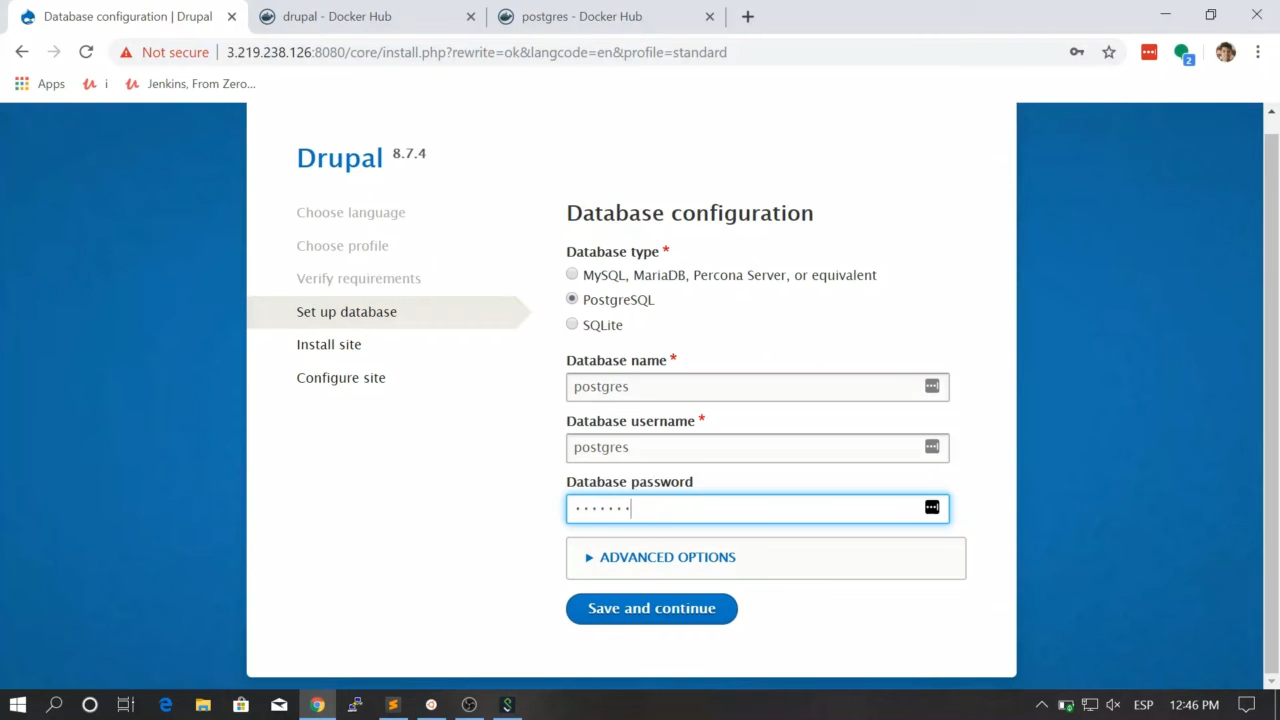 Database configuration | Drupal
drupal - Docker Hub
postgres - Docker Hub
Not secure
3.219.238.126:8080/core/install.php?rewrite=ok&langcode=en&profile=standard
2
Apps
i
Jenkins, From Zero...
Drupal 8.7.4
Choose language
Choose profile
Verify requirements
Set up database
Install site
Configure site
Database configuration
Database type *
MySQL, MariaDB, Percona Server, or equivalent
PostgreSQL
SQLite
Database name *
postgres
Database username *
postgres
Database password
ADVANCED OPTIONS
Save and continue
ESP
12:46 PM